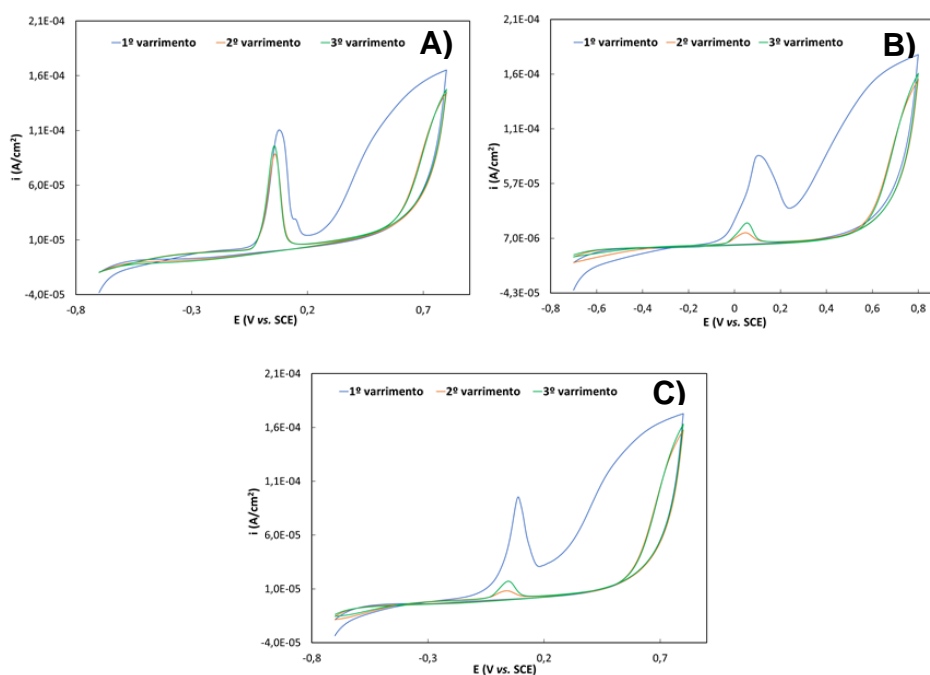 A)
2,1E-04
1º varrimento 2º varrimento 3º varrimento
1,6E-04
1,1E-04
6,0E-05
1,0E-05
-4,0E-05
i (A/cm²)
-0,8 -0,3 0,2 0,7
E (V vs. SCE)
B)
2,1E-04
1º varrimento 2º varrimento 3º varrimento
1,6E-04
1,1E-04
5,7E-05
7,0E-06
-4,3E-05
i (A/cm²)
-0,8 -0,6 -0,4 -0,2 0 0,2 0,4 0,6 0,8
E (V vs. SCE)
C)
2,1E-04
1º varrimento 2º varrimento 3º varrimento
1,6E-04
1,1E-04
6,0E-05
1,0E-05
-4,0E-05
i (A/cm²)
-0,8 -0,3 0,2 0,7
E (V vs. SCE)